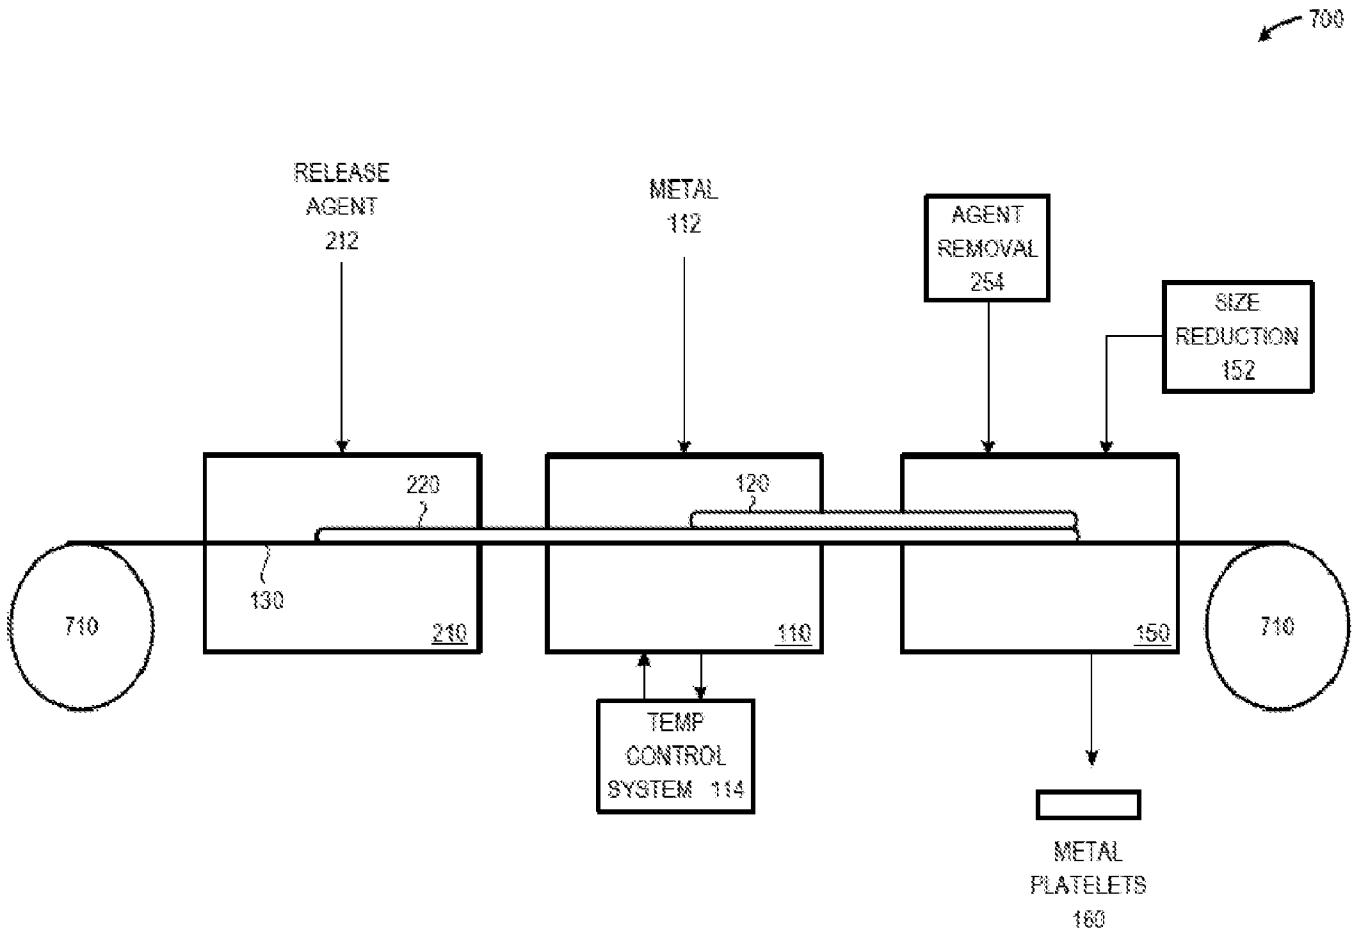 700
RELEASE
AGENT
212
METAL
112
AGENT
REMOVAL
254
SIZE
REDUCTION
152
220
120
130
710
210
110
150
710
TEMP
CONTROL
SYSTEM 114
METAL
PLATELETS
160